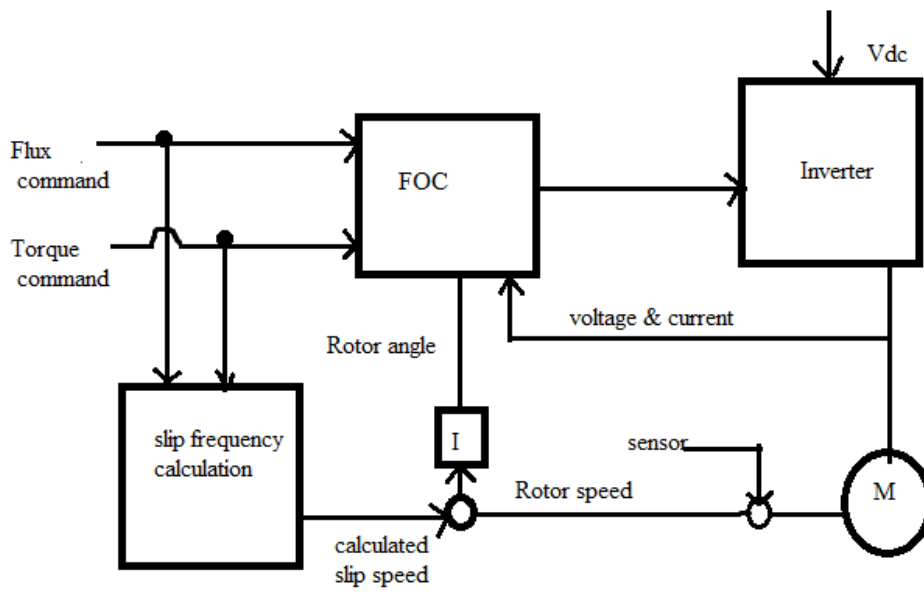 Vdc
Flux
command
FOC
Inverter
Torque
command
voltage & current
Rotor angle
slip frequency
calculation
I
sensor
Rotor speed
M
calculated
slip speed